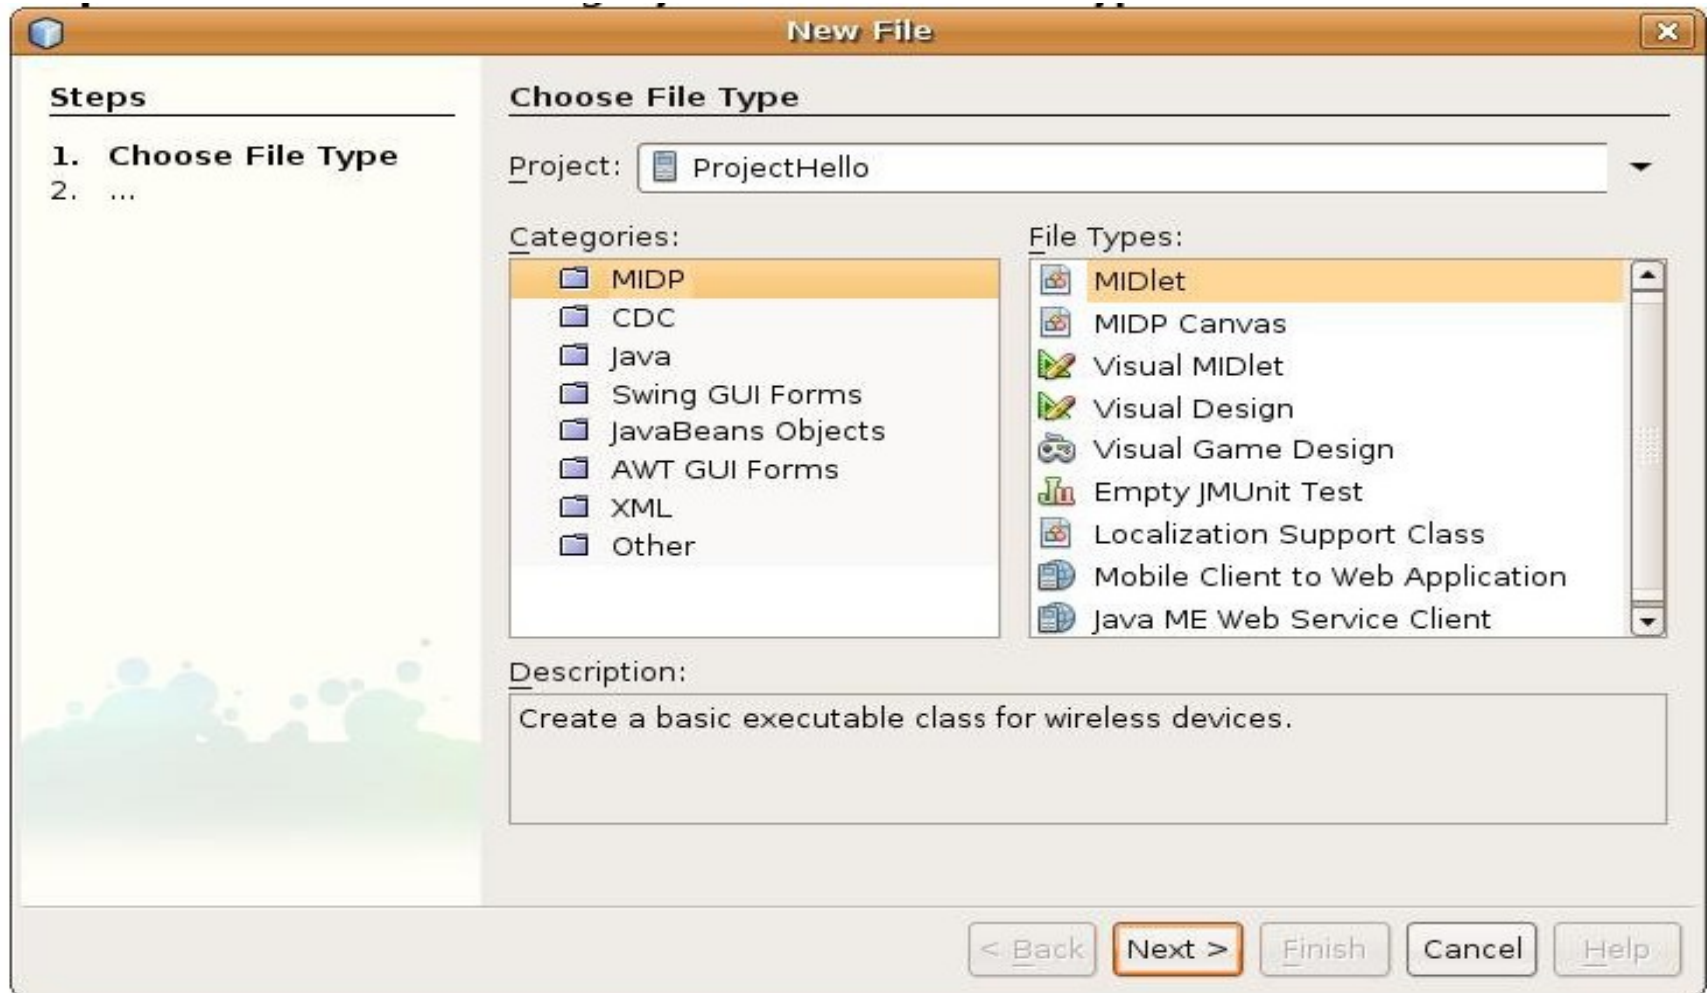 New File
Steps
1. Choose File Type
2. ...
Choose File Type
Project: ProjectHello
Categories:
MIDP
CDC
Java
Swing GUI Forms
JavaBeans Objects
AWT GUI Forms
XML
Other
File Types:
MIDlet
MIDP Canvas
Visual MIDlet
Visual Design
Visual Game Design
Empty JMUnit Test
Localization Support Class
Mobile Client to Web Application
Java ME Web Service Client
Description:
Create a basic executable class for wireless devices.
< Back Next > Finish Cancel Help